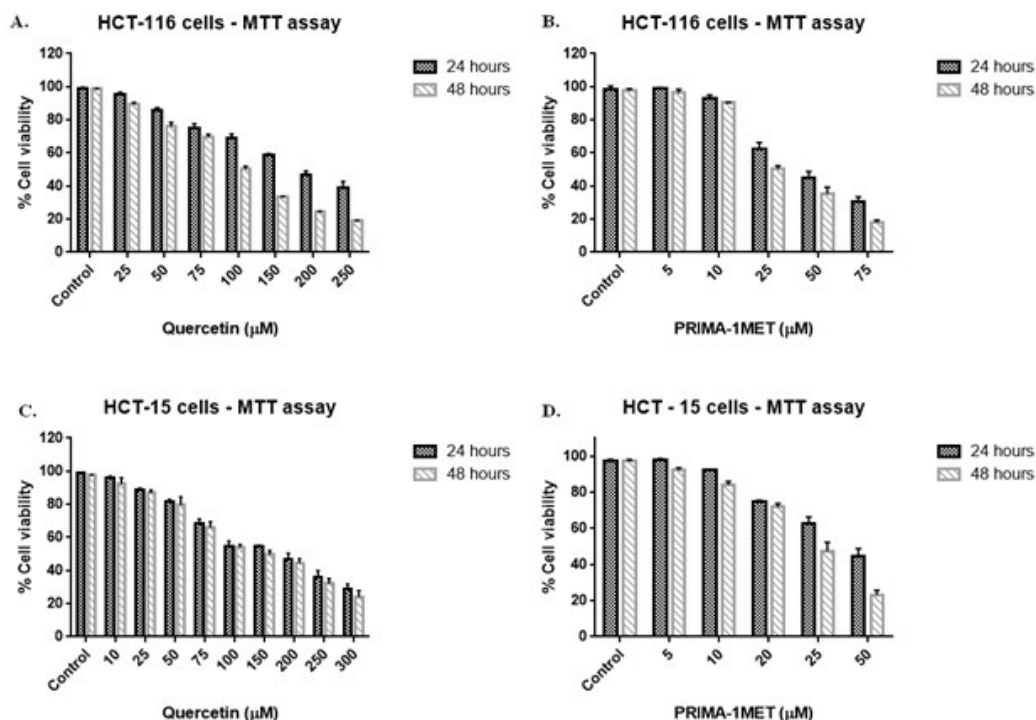 A.
HCT-116 cells - MTT assay
120
100
80
60
40
20
0
% Cell viability
Control
25
50
75
100
150
200
250
Quercetin (µM)
24 hours
48 hours
B.
HCT-116 cells - MTT assay
120
100
80
60
40
20
0
% Cell viability
Control
5
10
25
50
75
PRIMA-1MET (µM)
24 hours
48 hours
C.
HCT-15 cells - MTT assay
120
100
80
60
40
20
0
% Cell viability
Control
10
25
50
75
100
150
200
250
300
Quercetin (µM)
24 hours
48 hours
D.
HCT - 15 cells - MTT assay
100
80
60
40
20
0
% Cell viability
Control
5
10
20
25
50
PRIMA-1MET (µM)
24 hours
48 hours